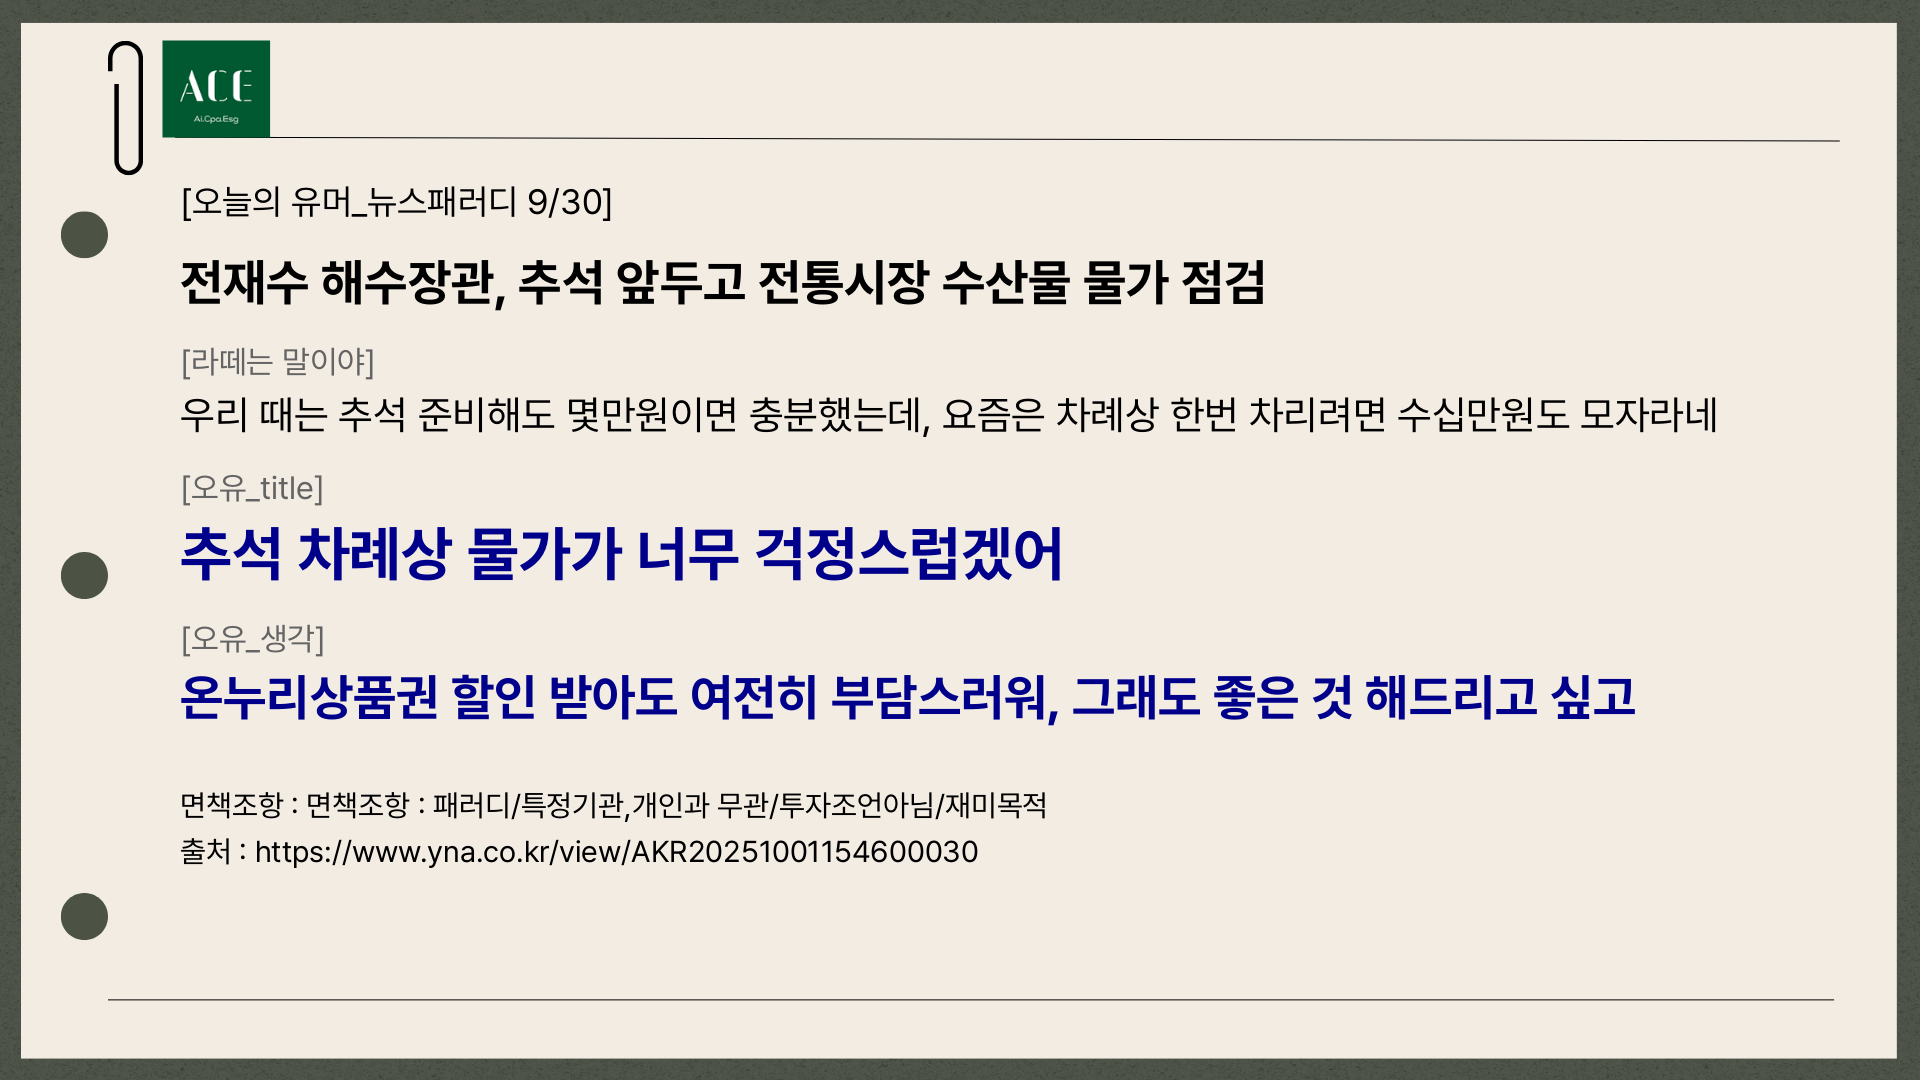 ACE
Ai.Cpa.Esg
[오늘의 유머_뉴스패러디 9/30]
전재수 해수장관, 추석 앞두고 전통시장 수산물 물가 점검
[라떼는 말이야]
우리 때는 추석 준비해도 몇만원이면 충분했는데, 요즘은 차례상 한번 차리려면 수십만원도 모자라네
[오유_title]
추석 차례상 물가가 너무 걱정스럽겠어
[오유_생각]
온누리상품권 할인 받아도 여전히 부담스러워, 그래도 좋은 것 해드리고 싶고
면책조항 : 면책조항 : 패러디/특정기관,개인과 무관/투자조언아님/재미목적
출처 : https://www.yna.co.kr/view/AKR20251001154600030